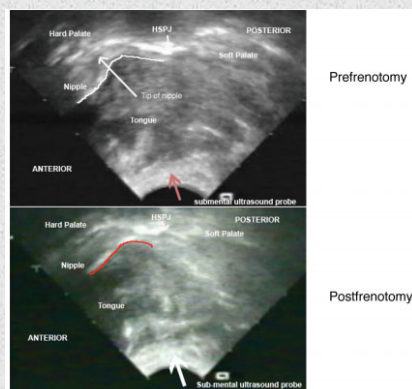 HSPJ
POSTERIOR
Hard Palate
Soft Palate
Prefrenotomy
Nipple
Tip of nipple
Tongue
ANTERIOR
submental ultrasound probe
HSPJ
POSTERIOR
Hard Palate
Soft Palate
Nipple
Tongue
Postfrenotomy
ANTERIOR
Sub-mental ultrasound probe